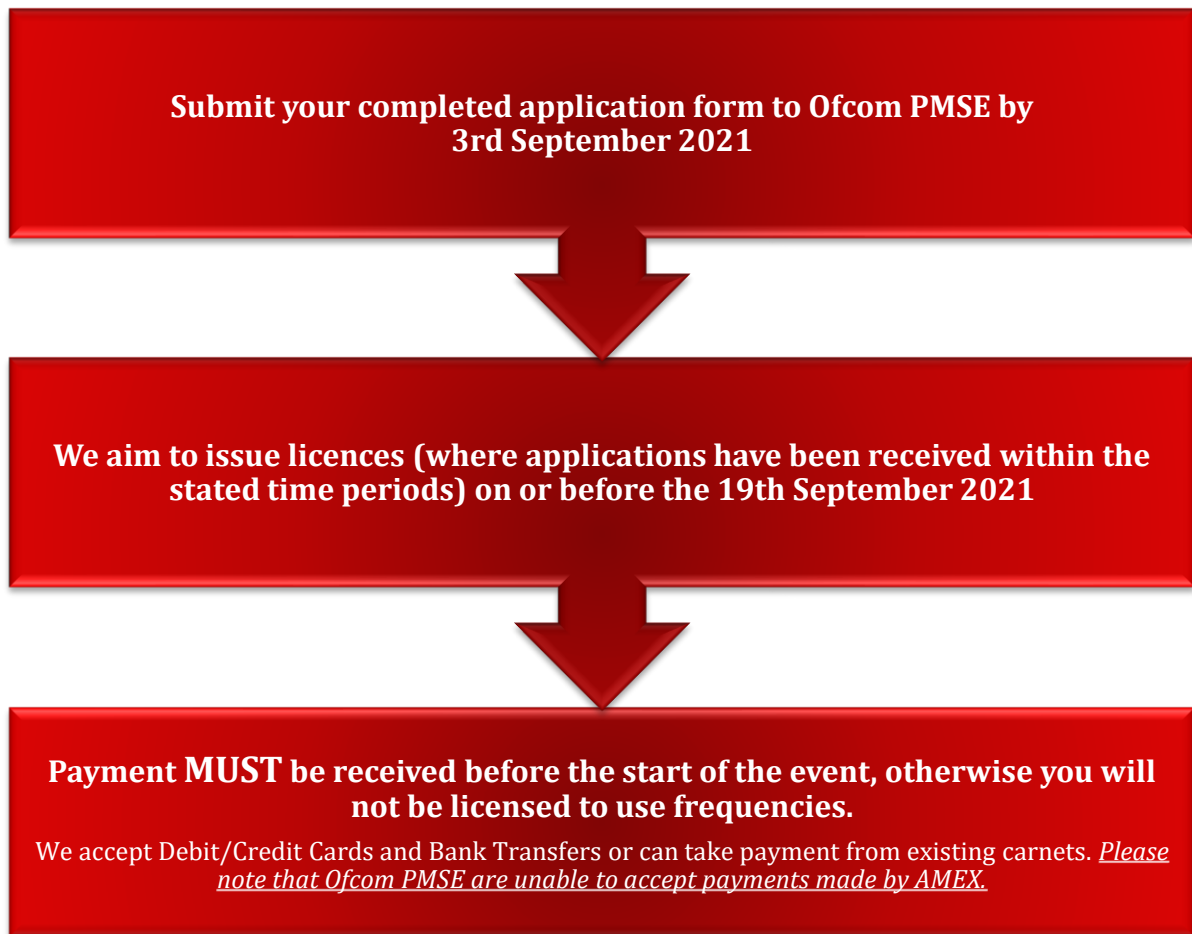 Submit your completed application form to Ofcom PMSE by
3rd September 2021
We aim to issue licences (where applications have been received within the
stated time periods) on or before the 19th September 2021
Payment MUST be received before the start of the event, otherwise you will
not be licensed to use frequencies.
We accept Debit/Credit Cards and Bank Transfers or can take payment from existing carnets. Please
note that Ofcom PMSE are unable to accept payments made by AMEX.